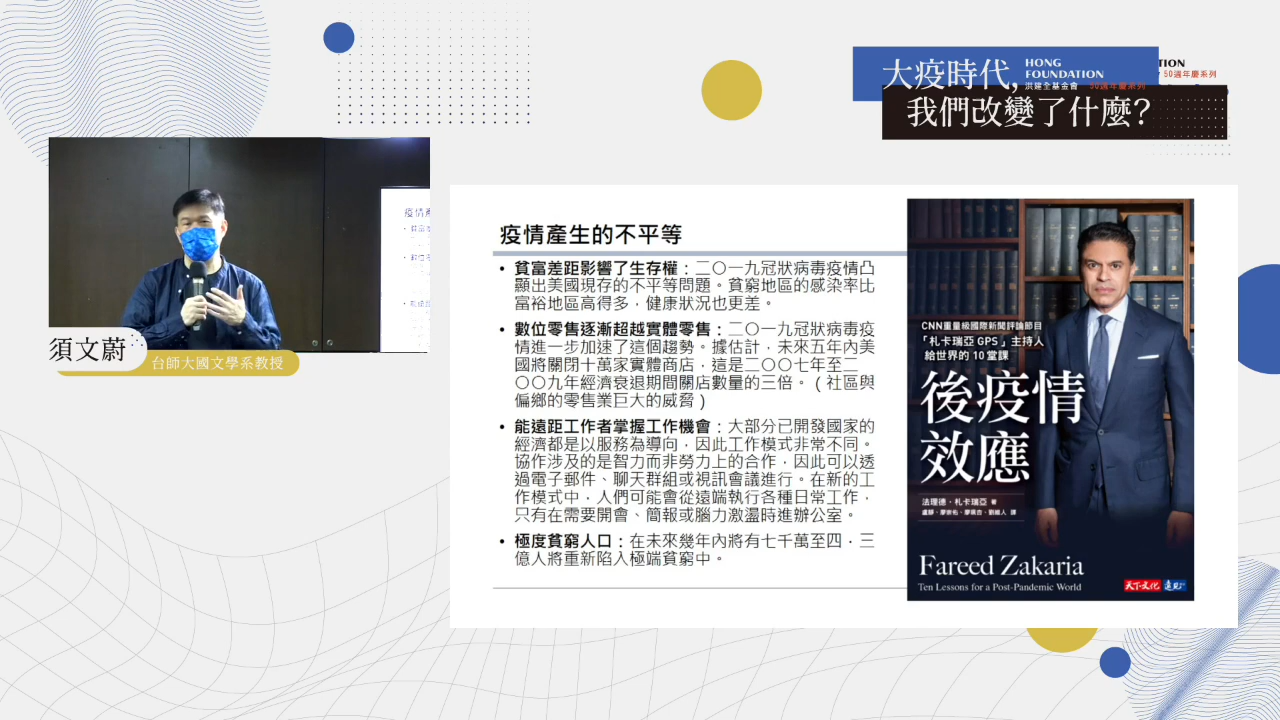 大疫時代,
HONG
FOUNDATION
洪建全基金會
50週年慶系列
TION
50週年慶系列
我們改變了什麼?
疫情產
須文蔚
台師大國文學系教授
疫情產生的不平等
• 貧富差距影響了生存權：二〇一九冠狀病毒疫情凸
顯出美國現存的不平等問題。貧窮地區的感染率比
富裕地區高得多，健康狀況也更差。
• 數位零售逐漸超越實體零售：二〇一九冠狀病毒疫
情進一步加速了這個趨勢。據估計，未來五年內美
國將關閉十萬家實體商店，這是二〇〇七年至二
〇〇九年經濟衰退期間關店數量的三倍。（社區與
偏鄉的零售業巨大的威脅）
• 能遠距工作者掌握工作機會：大部分已開發國家的
經濟都是以服務為導向，因此工作模式非常不同。
協作涉及的是智力而非勞力上的合作，因此可以透
過電子郵件、聊天群組或視訊會議進行。在新的工
作模式中，人們可能會從遠端執行各種日常工作，
只有在需要開會、簡報或腦力激盪時進辦公室。
• 極度貧窮人口：在未來幾年內將有七千萬至四．三
億人將重新陷入極端貧窮中。
CNN重量級國際新聞評論節目
「札卡瑞亞 GPS」主持人
給世界的 10 堂課
後疫情
效應
法理德・札卡瑞亞 著
Fareed Zakaria
Ten Lessons for a Post-Pandemic World
天下文化
遠見